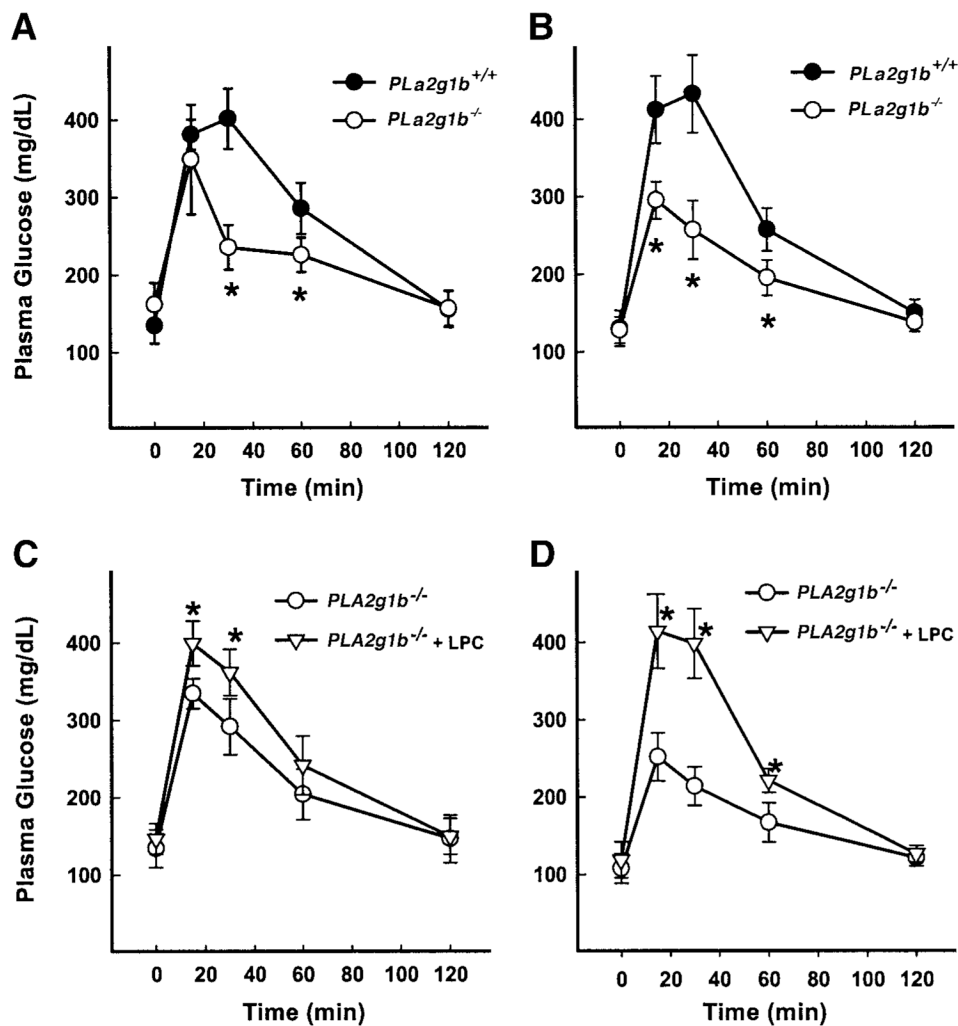 A
B
PLa2g1b+/+
PLa2g1b-/-
PLa2g1b+/+
PLa2g1b-/-
Plasma Glucose (mg/dL)
400
300
200
100
400
300
200
100
*
*
*
*
*
0 20 40 60 80 100 120
0 20 40 60 80 100 120
Time (min)
Time (min)
C
D
PLA2g1b-/-
PLA2g1b-/- + LPC
PLA2g1b-/-
PLA2g1b-/- + LPC
Plasma Glucose (mg/dL)
400
300
200
100
400
300
200
100
*
*
*
*
*
0 20 40 60 80 100 120
0 20 40 60 80 100 120
Time (min)
Time (min)